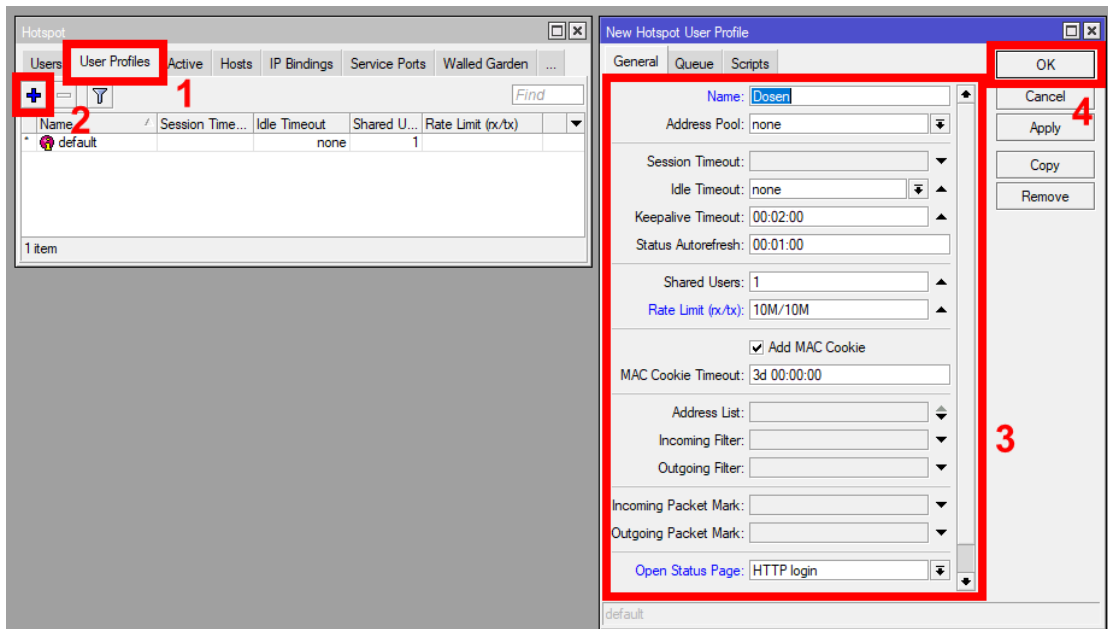 Hotspot
Users User Profiles Active Hosts IP Bindings Service Ports Walled Garden ...
1
Find
2
Name Session Time... Idle Timeout Shared U... Rate Limit (rx/tx)
* default none 1
1 item
New Hotspot User Profile
General Queue Scripts
Name: Dosen
Address Pool: none
Session Timeout:
Idle Timeout: none
Keepalive Timeout: 00:02:00
Status Autorefresh: 00:01:00
Shared Users: 1
Rate Limit (rx/tx): 10M/10M
Add MAC Cookie
MAC Cookie Timeout: 3d 00:00:00
Address List:
Incoming Filter:
Outgoing Filter:
Incoming Packet Mark:
Outgoing Packet Mark:
Open Status Page: HTTP login
3
OK
Cancel
4
Apply
Copy
Remove
default